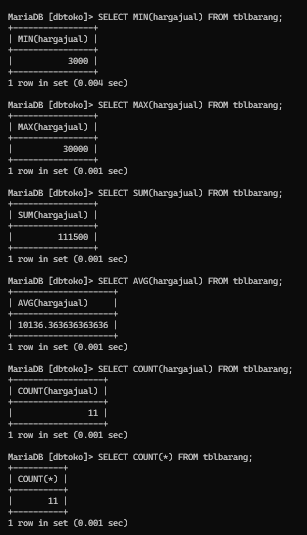 MariaDB [dbtoko]> SELECT MIN(hargajual) FROM tblbarang;
+----------------+
| MIN(hargajual) |
+----------------+
|           3000 |
+----------------+
1 row in set (0.004 sec)

MariaDB [dbtoko]> SELECT MAX(hargajual) FROM tblbarang;
+----------------+
| MAX(hargajual) |
+----------------+
|          30000 |
+----------------+
1 row in set (0.001 sec)

MariaDB [dbtoko]> SELECT SUM(hargajual) FROM tblbarang;
+----------------+
| SUM(hargajual) |
+----------------+
|         111500 |
+----------------+
1 row in set (0.001 sec)

MariaDB [dbtoko]> SELECT AVG(hargajual) FROM tblbarang;
+--------------------+
| AVG(hargajual)     |
+--------------------+
| 10136.363636363636 |
+--------------------+
1 row in set (0.001 sec)

MariaDB [dbtoko]> SELECT COUNT(hargajual) FROM tblbarang;
+------------------+
| COUNT(hargajual) |
+------------------+
|               11 |
+------------------+
1 row in set (0.001 sec)

MariaDB [dbtoko]> SELECT COUNT(*) FROM tblbarang;
+----------+
| COUNT(*) |
+----------+
|       11 |
+----------+
1 row in set (0.001 sec)